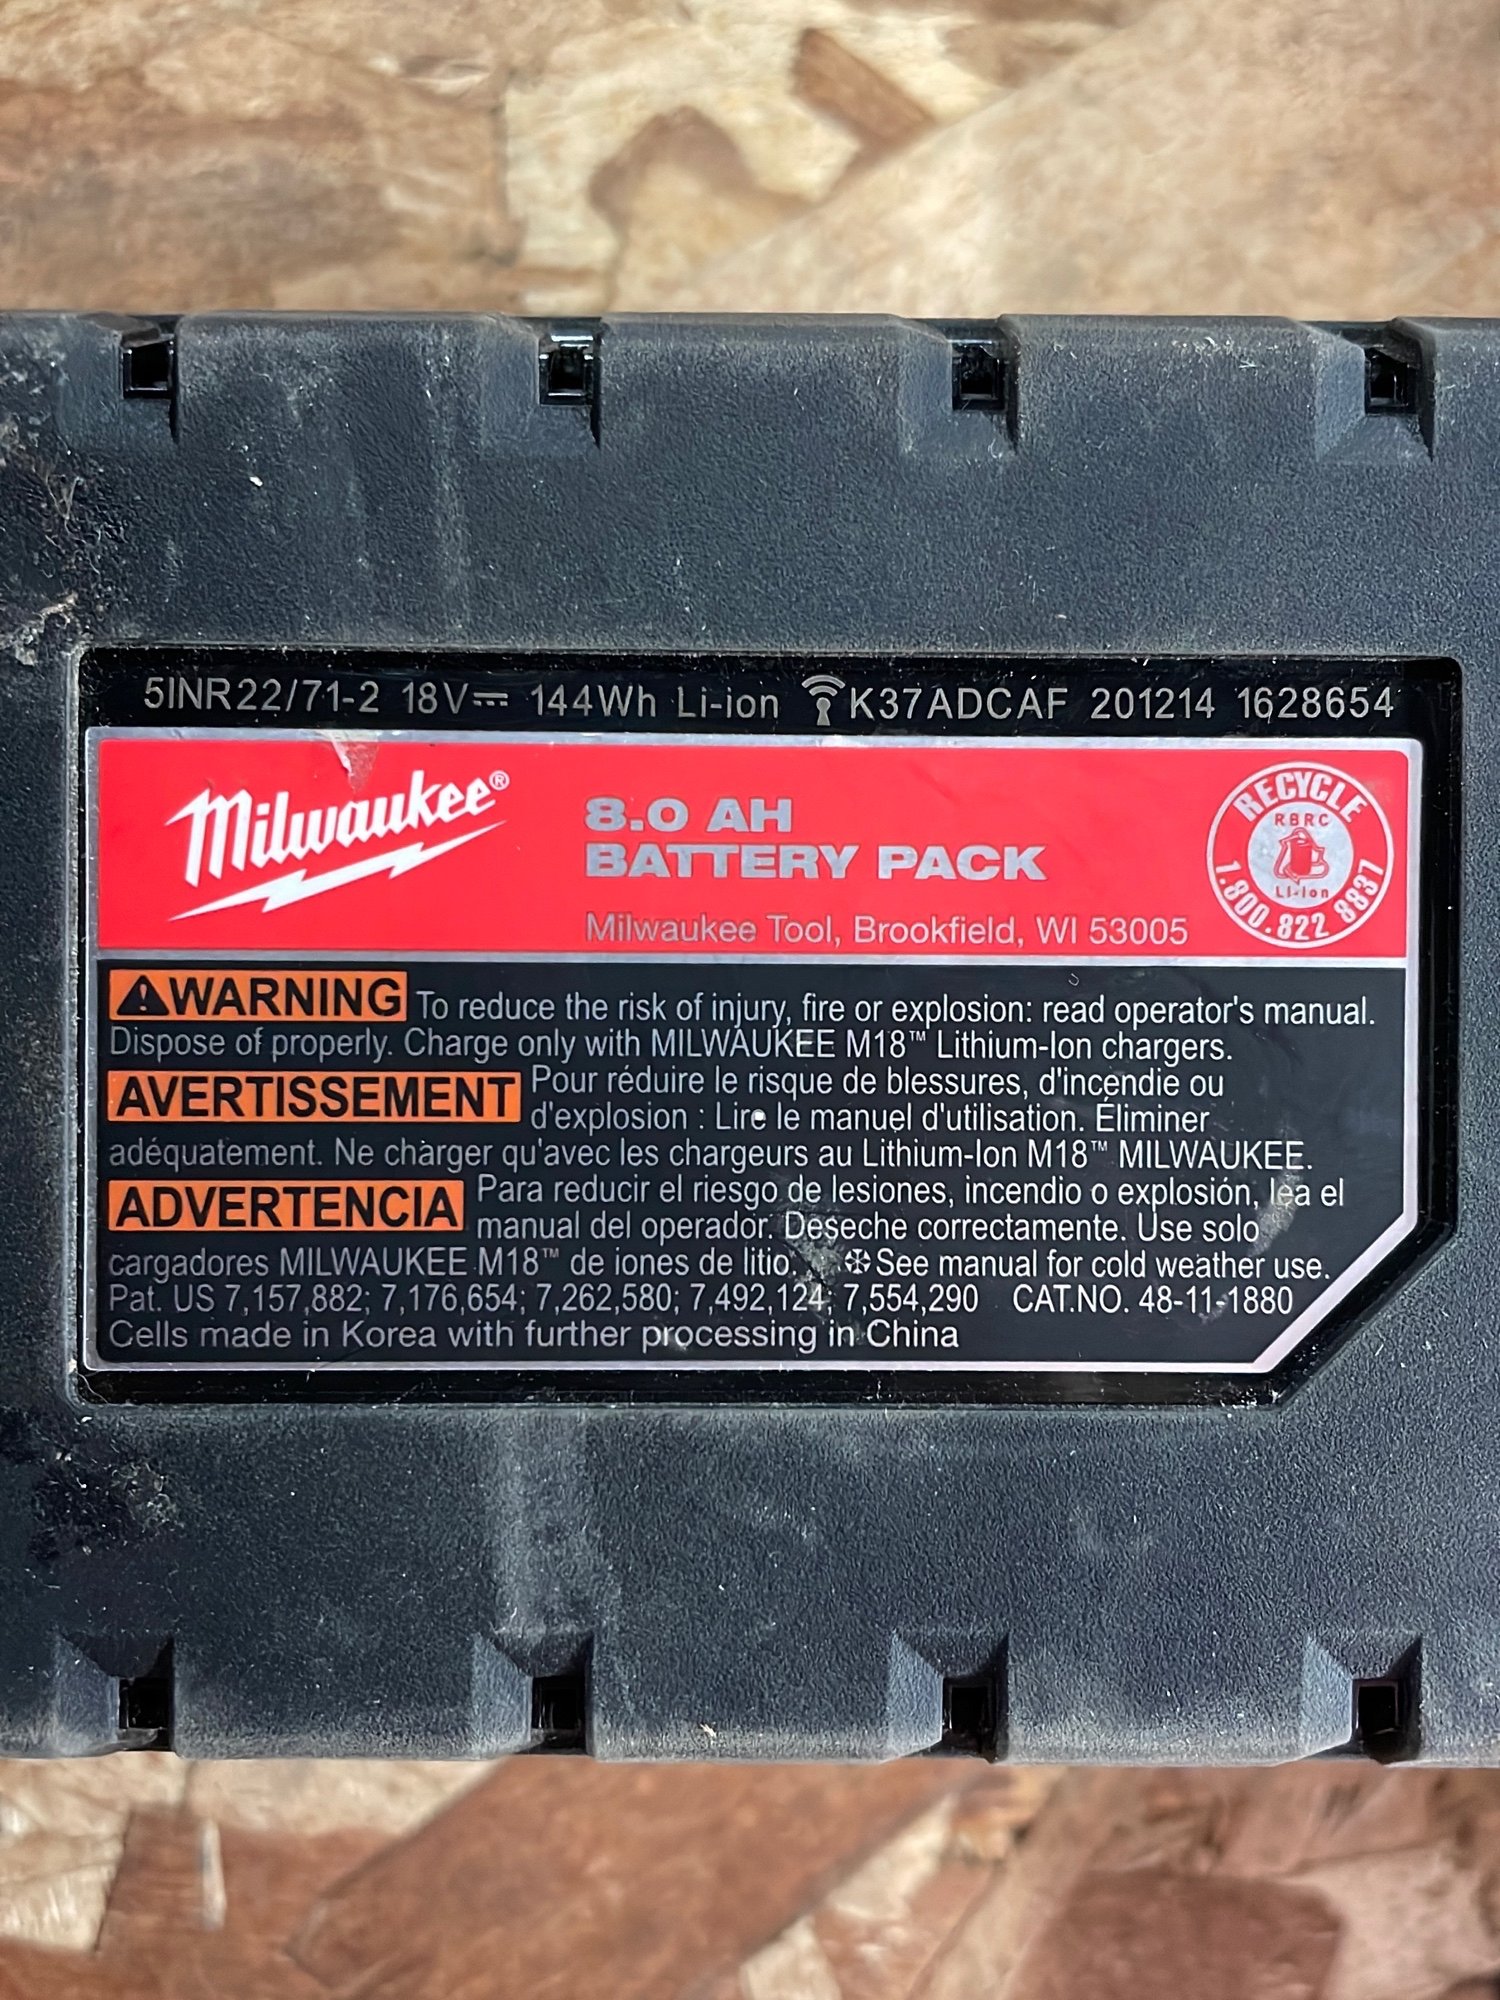 5INR22/71-2 18V⎓ 144Wh Li-ion K37ADCAF 201214 1628654
Milwaukee®
8.0 AH
BATTERY PACK
Milwaukee Tool, Brookfield, WI 53005
RECYCLE
RBRC
Li-ion
1.800.822 8837
⚠WARNING To reduce the risk of injury, fire or explosion: read operator's manual.
Dispose of properly. Charge only with MILWAUKEE M18™ Lithium-Ion chargers.
AVERTISSEMENT Pour réduire le risque de blessures, d'incendie ou
d'explosion : Lire le manuel d'utilisation. Éliminer
adéquatement. Ne charger qu'avec les chargeurs au Lithium-Ion M18™ MILWAUKEE.
ADVERTENCIA Para reducir el riesgo de lesiones, incendio o explosión, lea el
manual del operador. Deseche correctamente. Use solo
cargadores MILWAUKEE M18™ de iones de litio. ❄See manual for cold weather use.
Pat. US 7,157,882; 7,176,654; 7,262,580; 7,492,124; 7,554,290 CAT.NO. 48-11-1880
Cells made in Korea with further processing in China